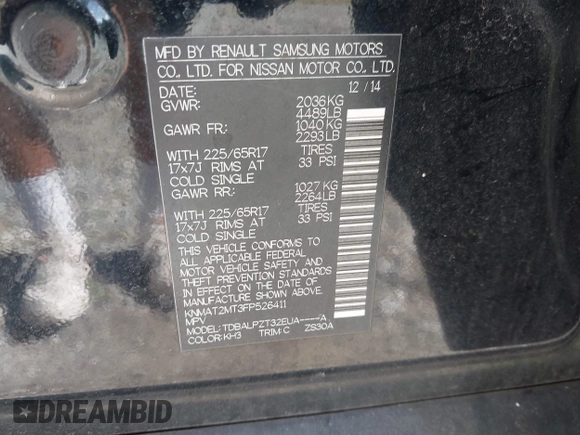 MFD BY RENAULT SAMSUNG MOTORS
CO., LTD. FOR NISSAN MOTOR CO., LTD.
DATE: 12/14
GVWR: 2036KG
4489LB
GAWR FR: 1040KG
2293LB
WITH 225/65R17 TIRES
17x7J RIMS AT 33 PSI
COLD SINGLE
GAWR RR: 1027KG
2264LB
WITH 225/65R17 TIRES
17x7J RIMS AT 33 PSI
COLD SINGLE
THIS VEHICLE CONFORMS TO
ALL APPLICABLE FEDERAL
MOTOR VEHICLE SAFETY AND
THEFT PREVENTION STANDARDS
IN EFFECT ON THE DATE OF
MANUFACTURE SHOWN ABOVE.
KNMAT2MT3FP526411
MPV
MODEL: TDBALPZT32EUA----A
COLOR: KH3 TRIM: C ZS30A
DREAMBID